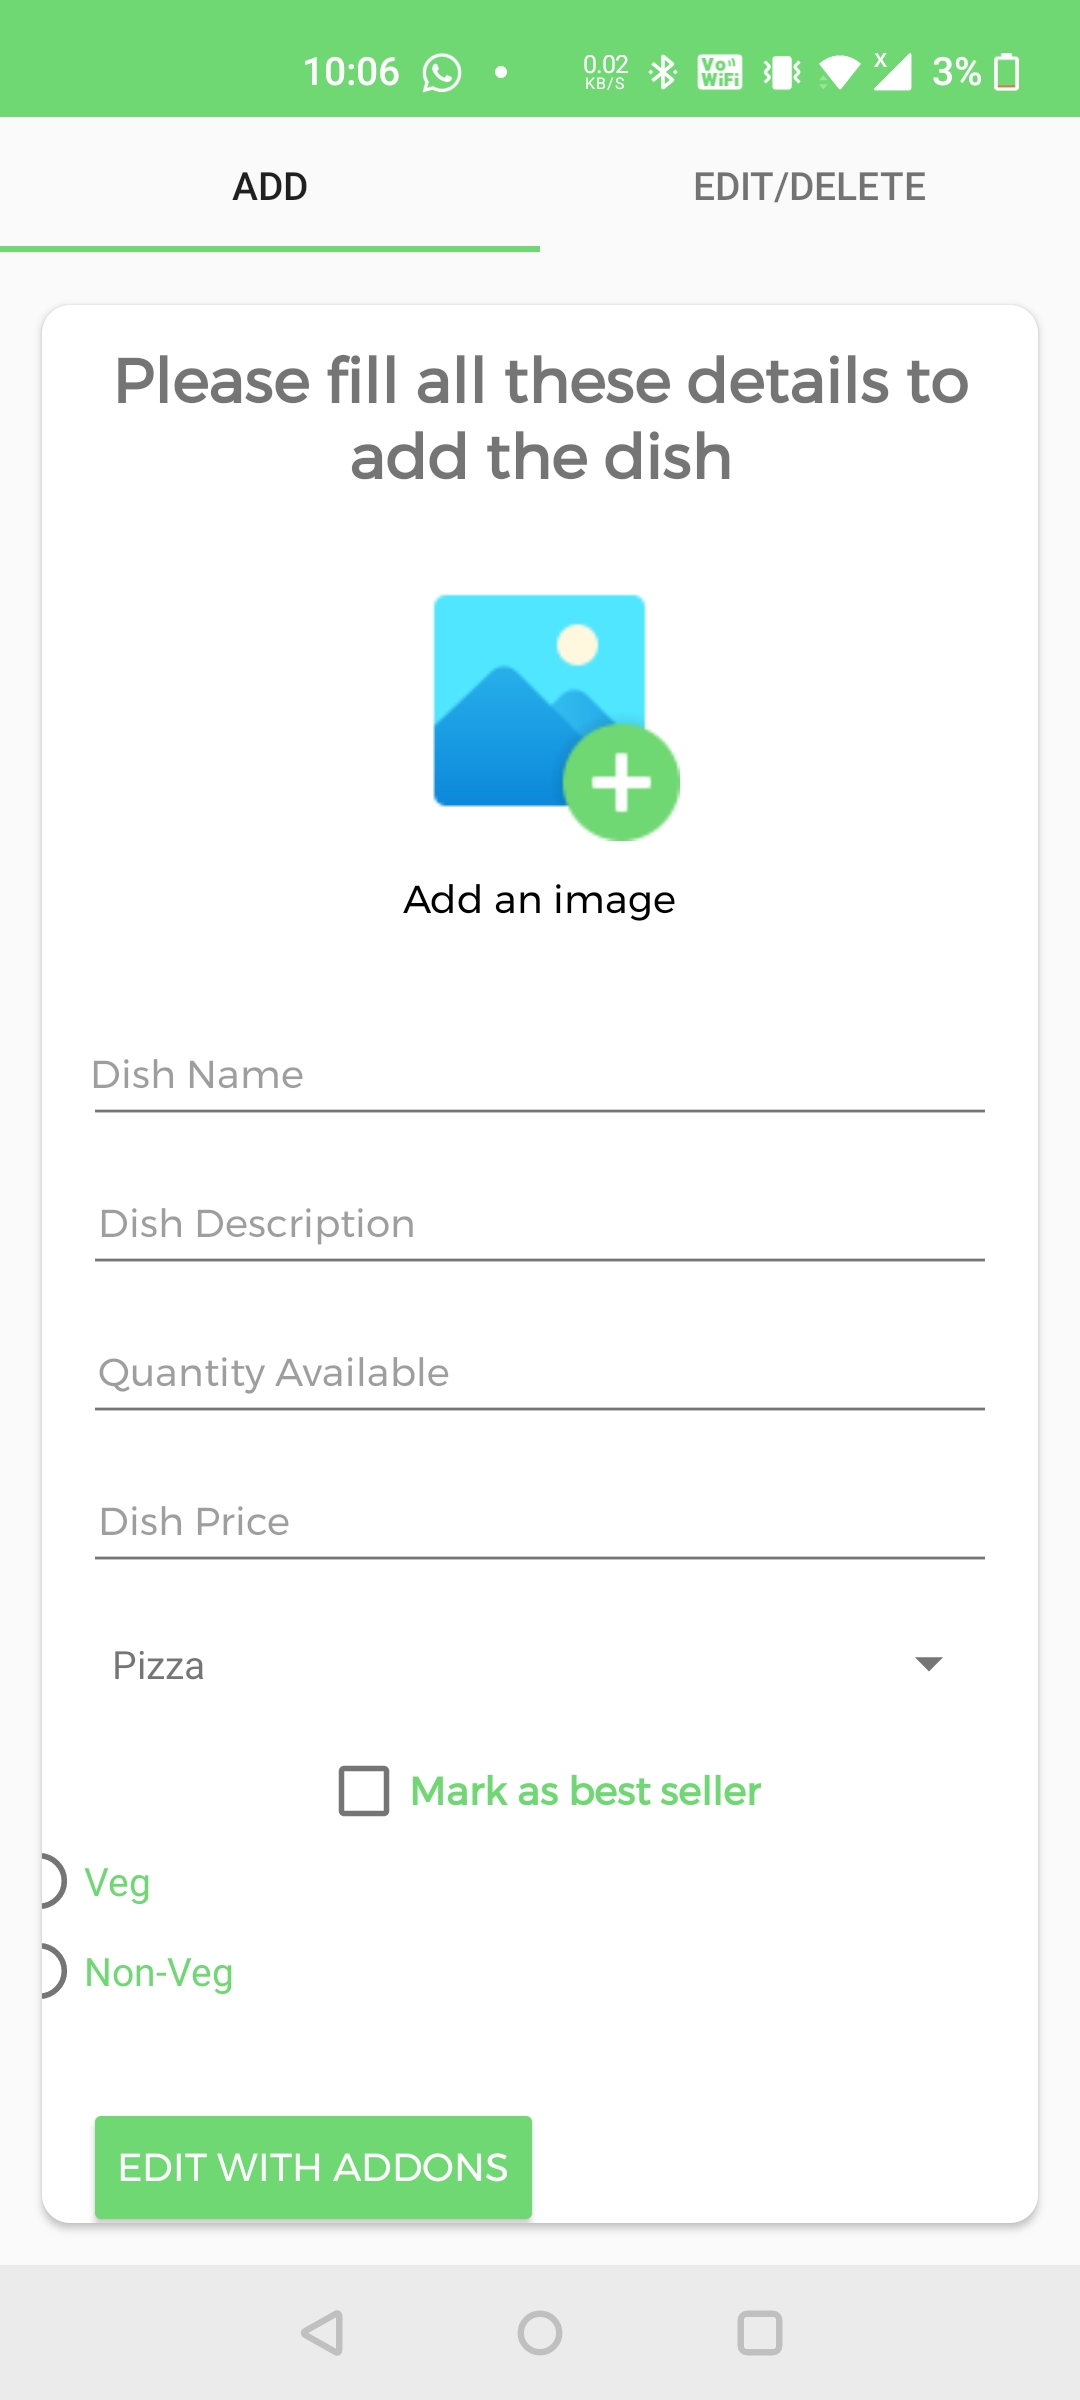 10:06 0.02 KB/S Vo WiFi X 3%
ADD EDIT/DELETE
Please fill all these details to
add the dish
Add an image
Dish Name
Dish Description
Quantity Available
Dish Price
Pizza
Mark as best seller
Veg
Non-Veg
EDIT WITH ADDONS